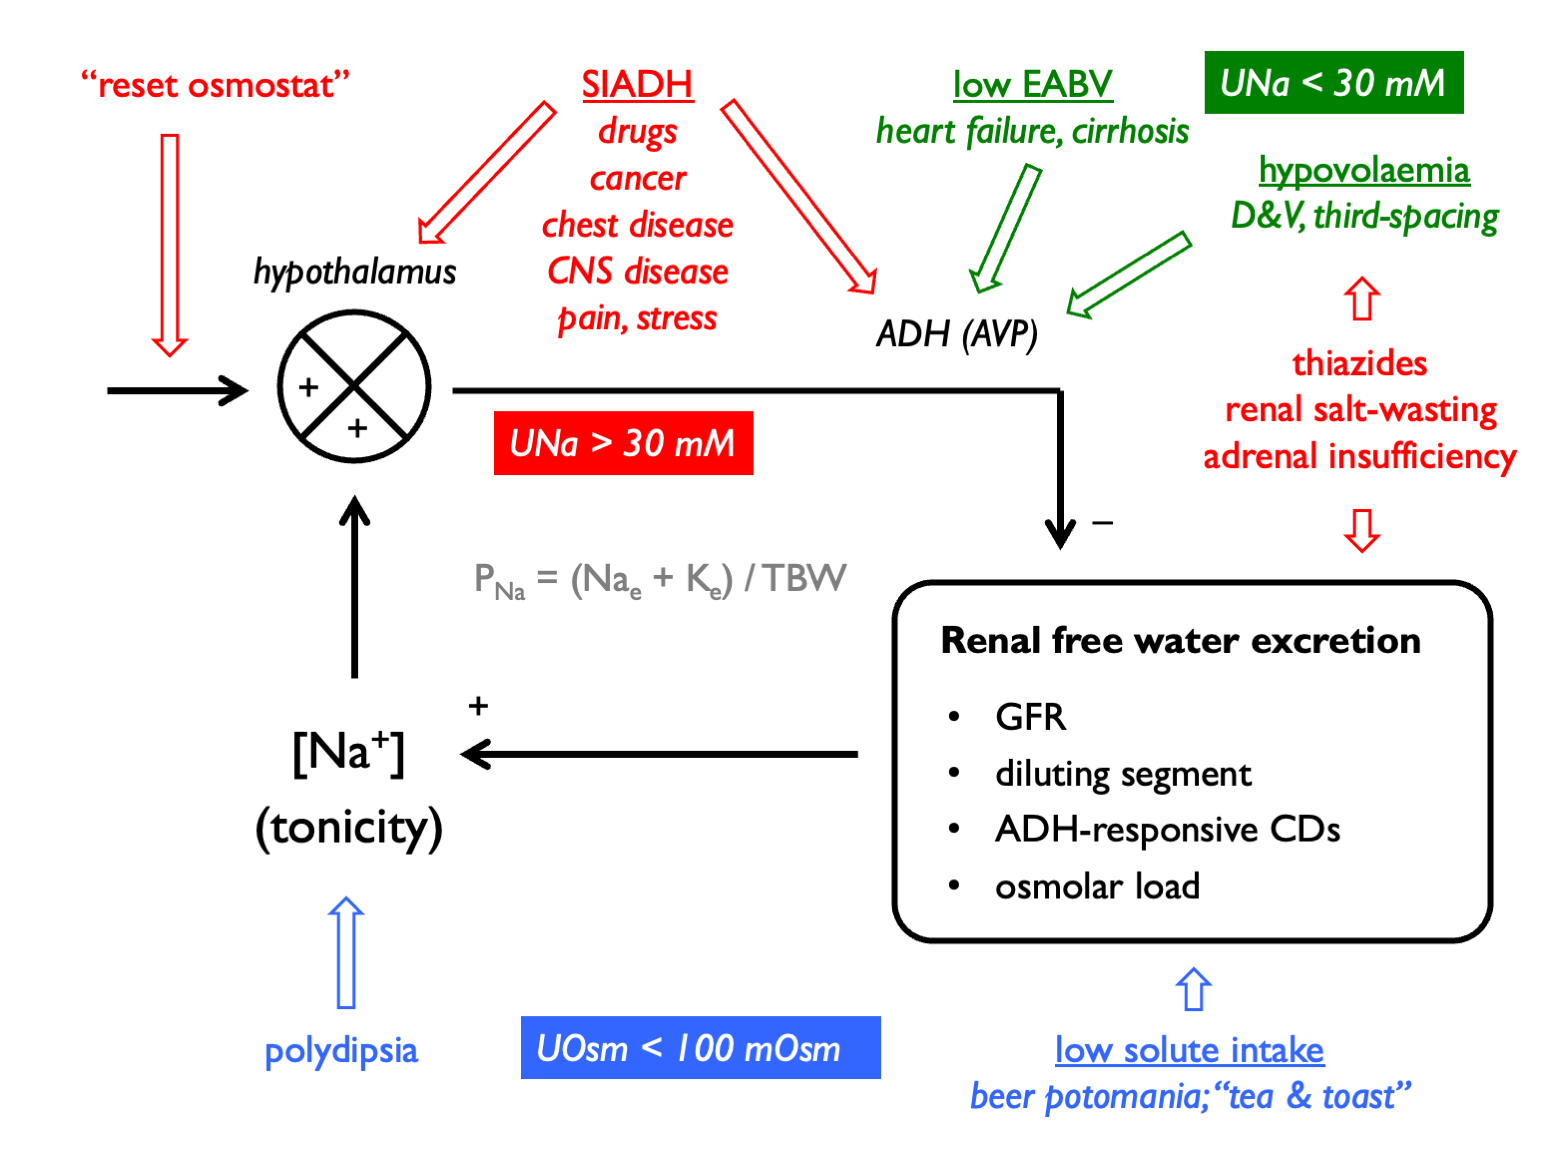 “reset osmostat”
SIADH
drugs
cancer
chest disease
CNS disease
pain, stress
low EABV
heart failure, cirrhosis
UNa < 30 mM
hypovolaemia
D&V, third-spacing
hypothalamus
+
+
ADH (AVP)
thiazides
renal salt-wasting
adrenal insufficiency
UNa > 30 mM
–
P_Na = (Na_e + K_e) / TBW
Renal free water excretion
• GFR
• diluting segment
• ADH-responsive CDs
• osmolar load
+
[Na⁺]
(tonicity)
polydipsia
UOsm < 100 mOsm
low solute intake
beer potomania; “tea & toast”